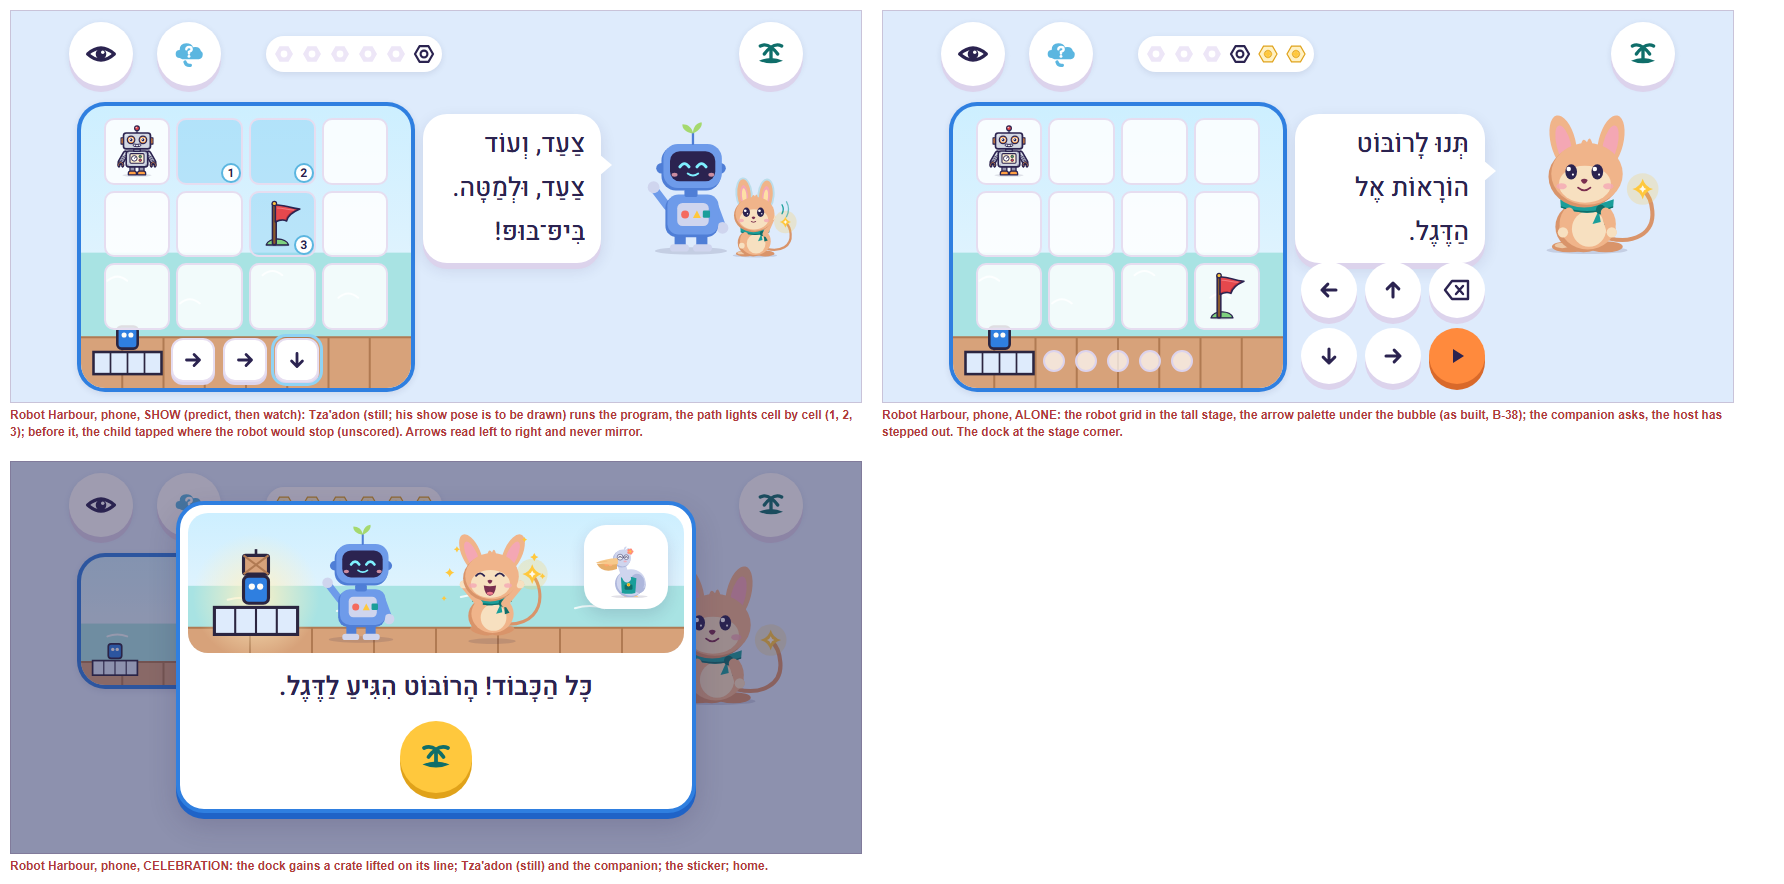 צַעַד, וְעוֹד
צַעַד, וּלְמַטָּה.
בִּיפּ־בּוּפּ!
1
2
3
Robot Harbour, phone, SHOW (predict, then watch): Tza'adon (still; his show pose is to be drawn) runs the program, the path lights cell by cell (1, 2,
3); before it, the child tapped where the robot would stop (unscored). Arrows read left to right and never mirror.
תְּנוּ לָרוֹבּוֹט
הוֹרָאוֹת אֶל
הַדֶּגֶל.
Robot Harbour, phone, ALONE: the robot grid in the tall stage, the arrow palette under the bubble (as built, B-38); the companion asks, the host has
stepped out. The dock at the stage corner.
כָּל הַכָּבוֹד! הָרוֹבּוֹט הִגִּיעַ לַדֶּגֶל.
Robot Harbour, phone, CELEBRATION: the dock gains a crate lifted on its line; Tza'adon (still) and the companion; the sticker; home.